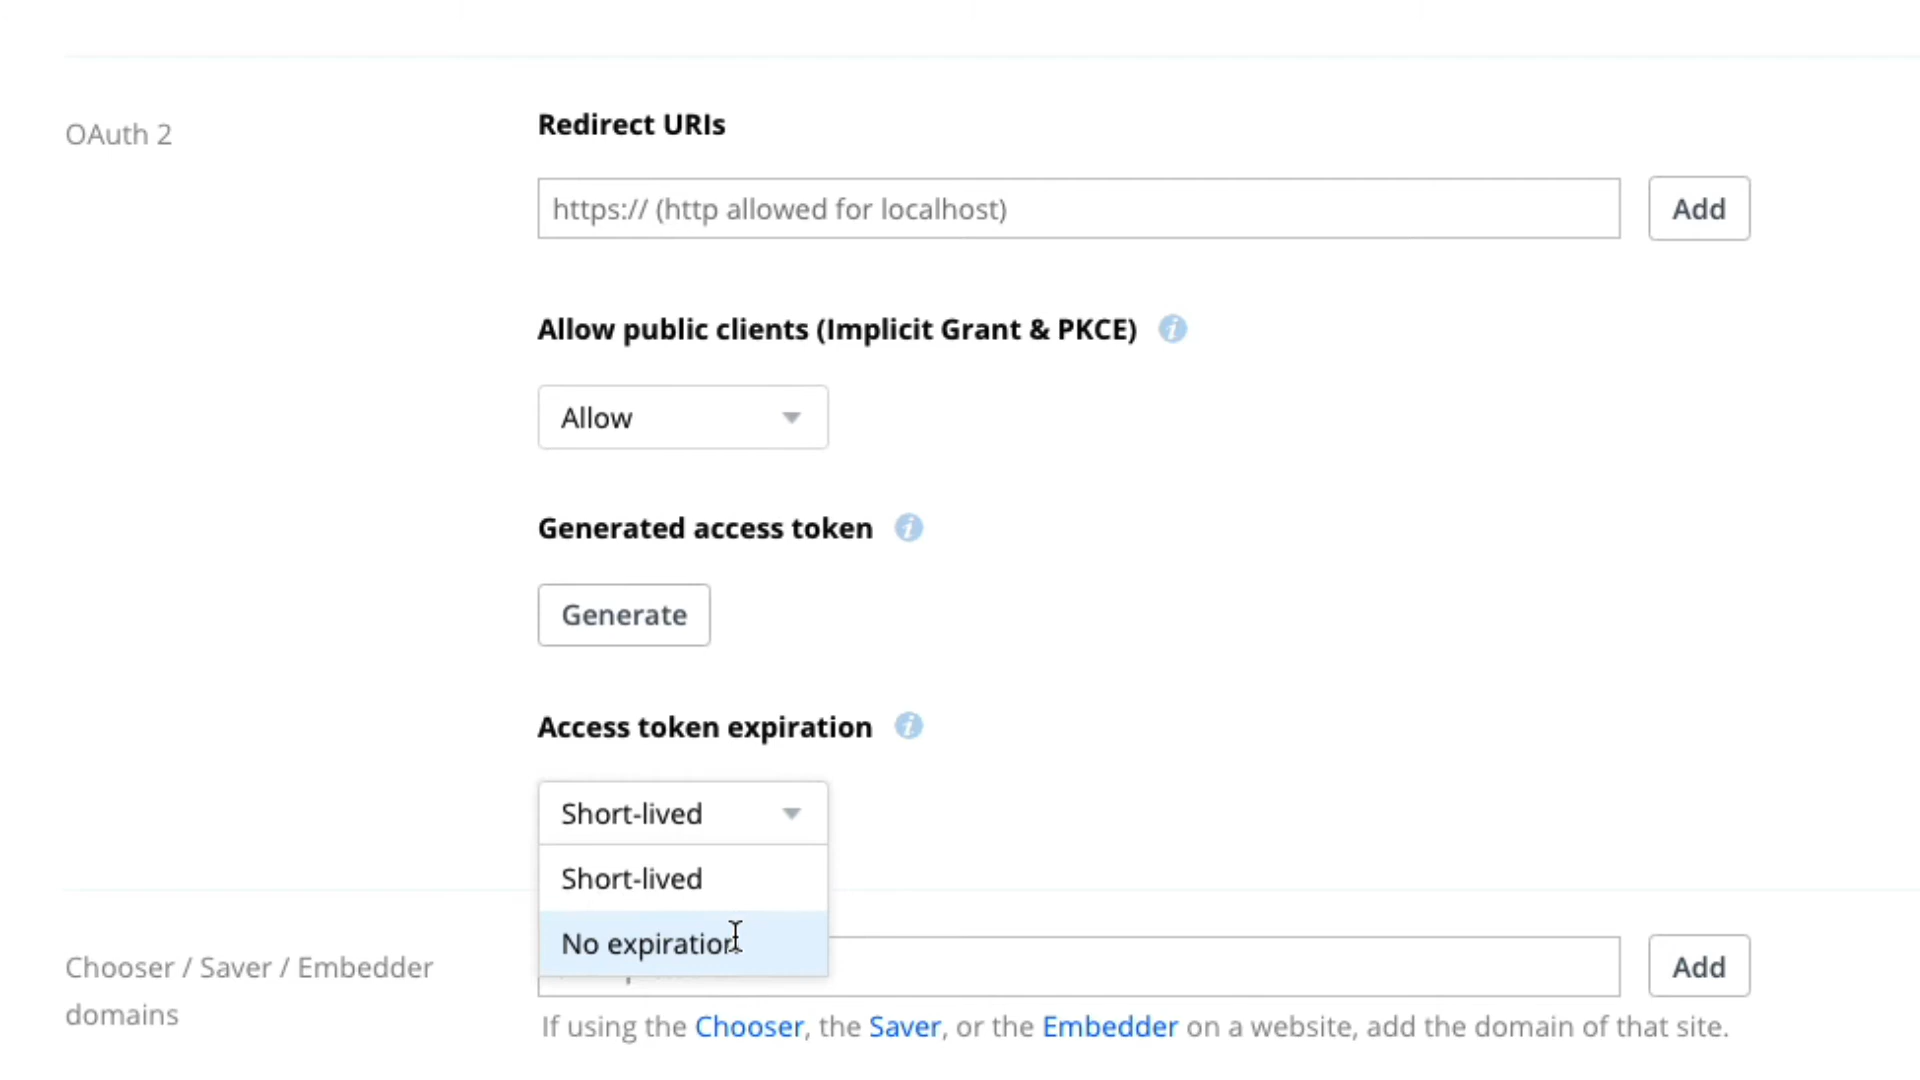 OAuth 2
Redirect URIs
https:// (http allowed for localhost)
Add
Allow public clients (Implicit Grant & PKCE)
Allow
Generated access token
Generate
Access token expiration
Short-lived
Short-lived
No expiration
Chooser / Saver / Embedder
domains
Add
If using the Chooser, the Saver, or the Embedder on a website, add the domain of that site.